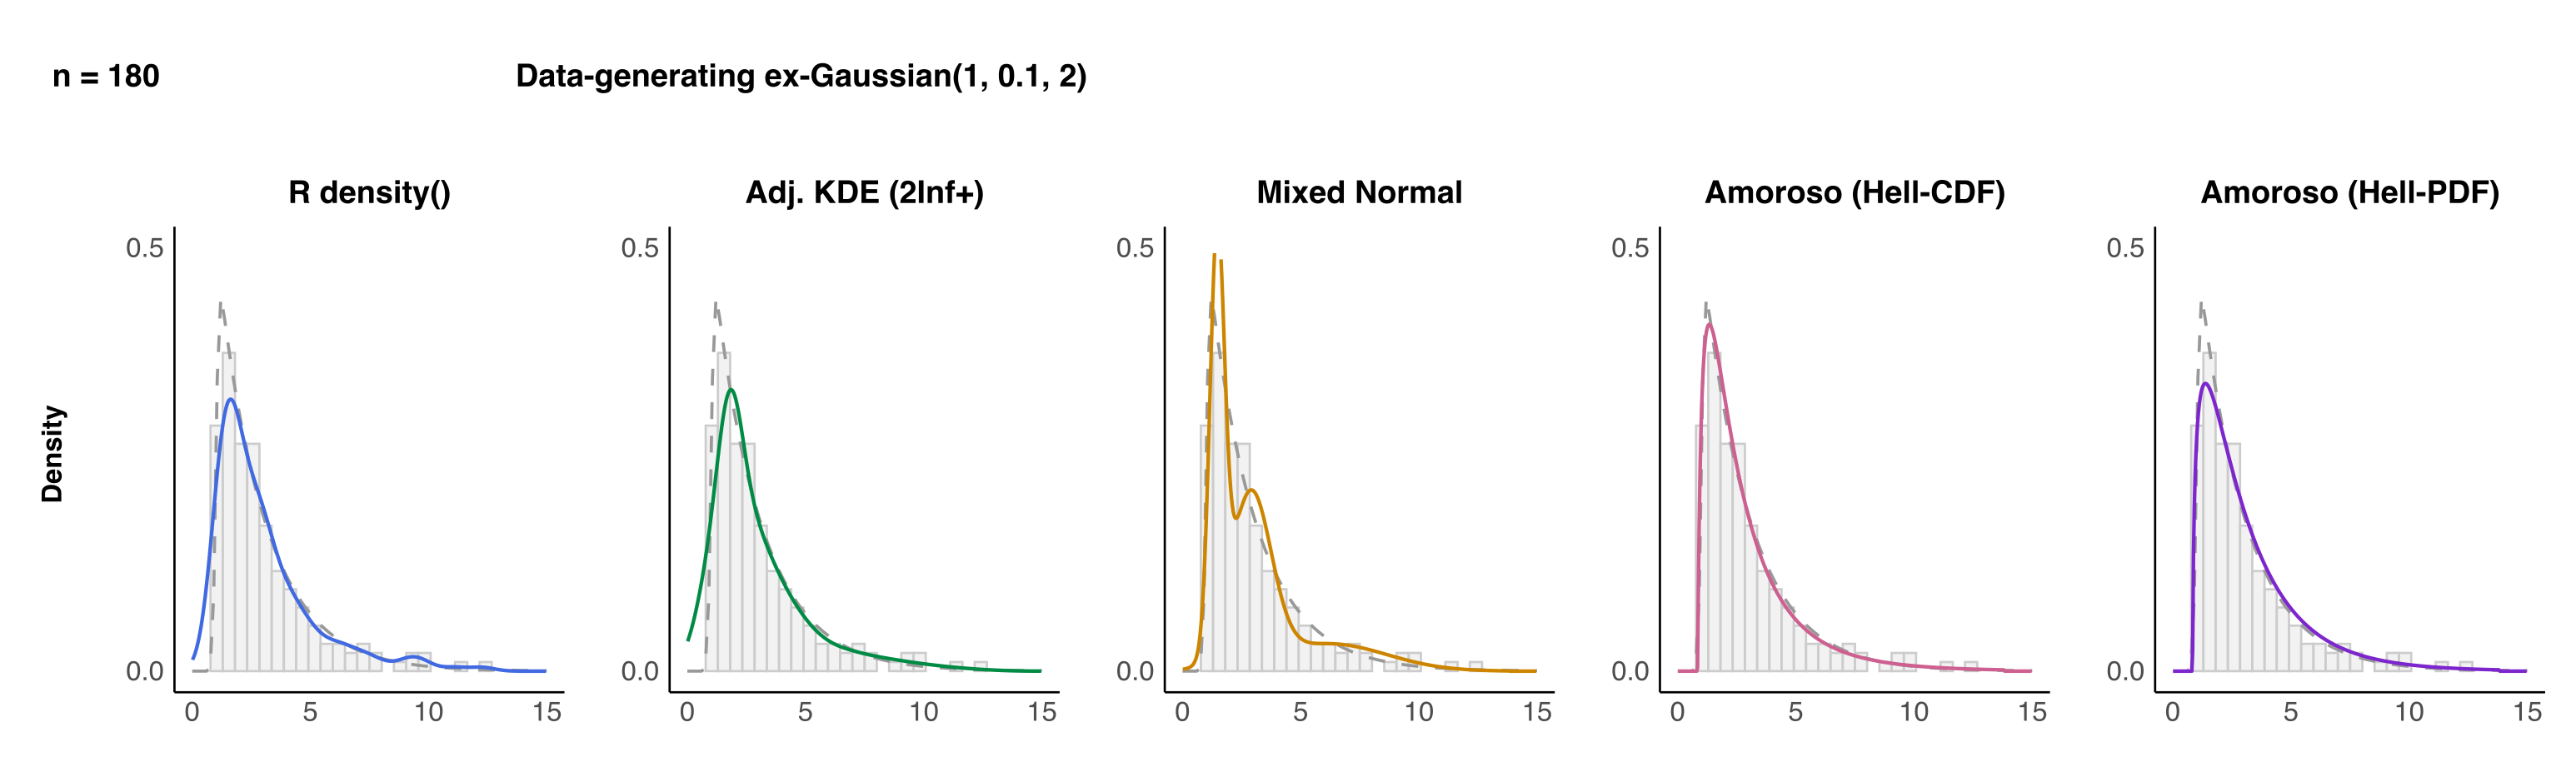 n = 180
Data-generating ex-Gaussian(1, 0.1, 2)
R density()
Adj. KDE (2Inf+)
Mixed Normal
Amoroso (Hell-CDF)
Amoroso (Hell-PDF)
Density
0.5
0.0
0 5 10 15
0.5
0.0
0 5 10 15
0.5
0.0
0 5 10 15
0.5
0.0
0 5 10 15
0.5
0.0
0 5 10 15